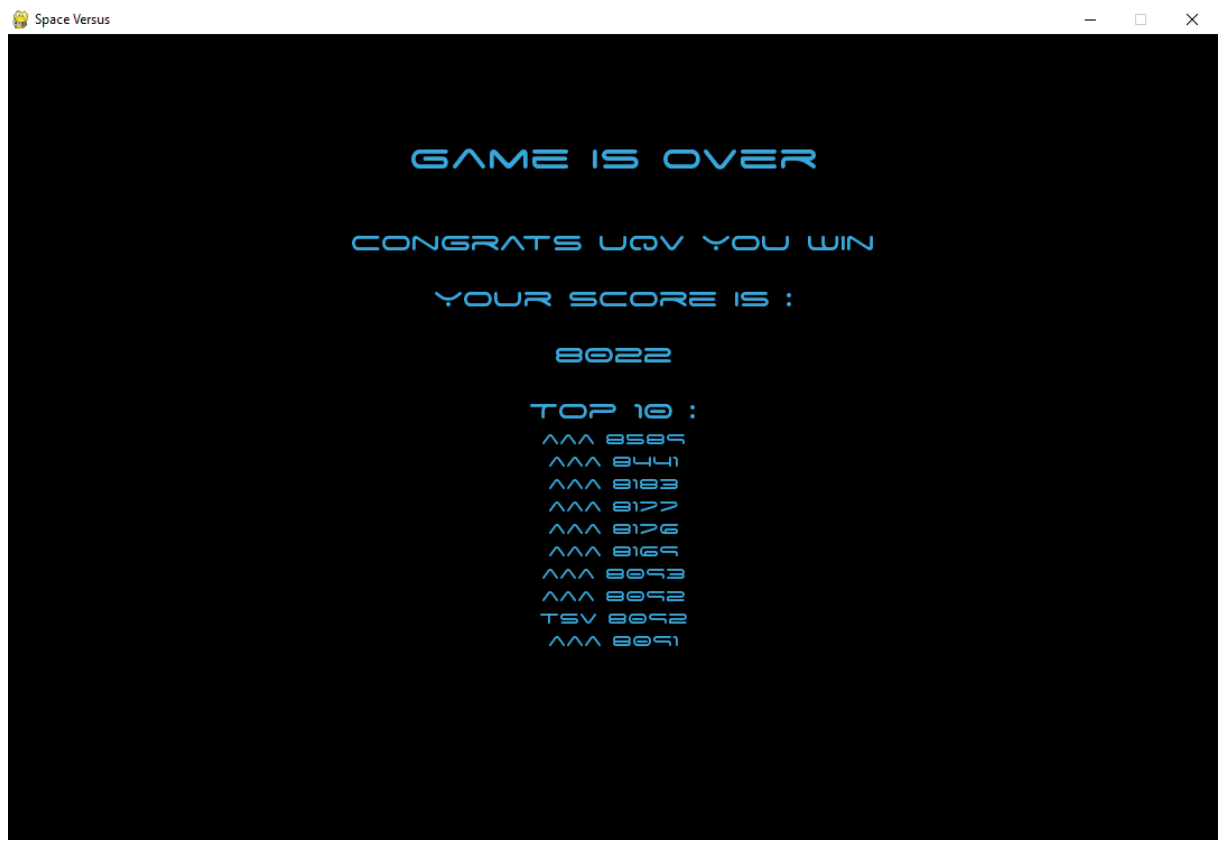 Space Versus
GAME IS OVER
CONGRATS UQV YOU WIN
YOUR SCORE IS :
8022
TOP 10 :
AAA 8589
AAA 8441
AAA 8183
AAA 8177
AAA 8176
AAA 8169
AAA 8093
AAA 8092
TSV 8092
AAA 8091